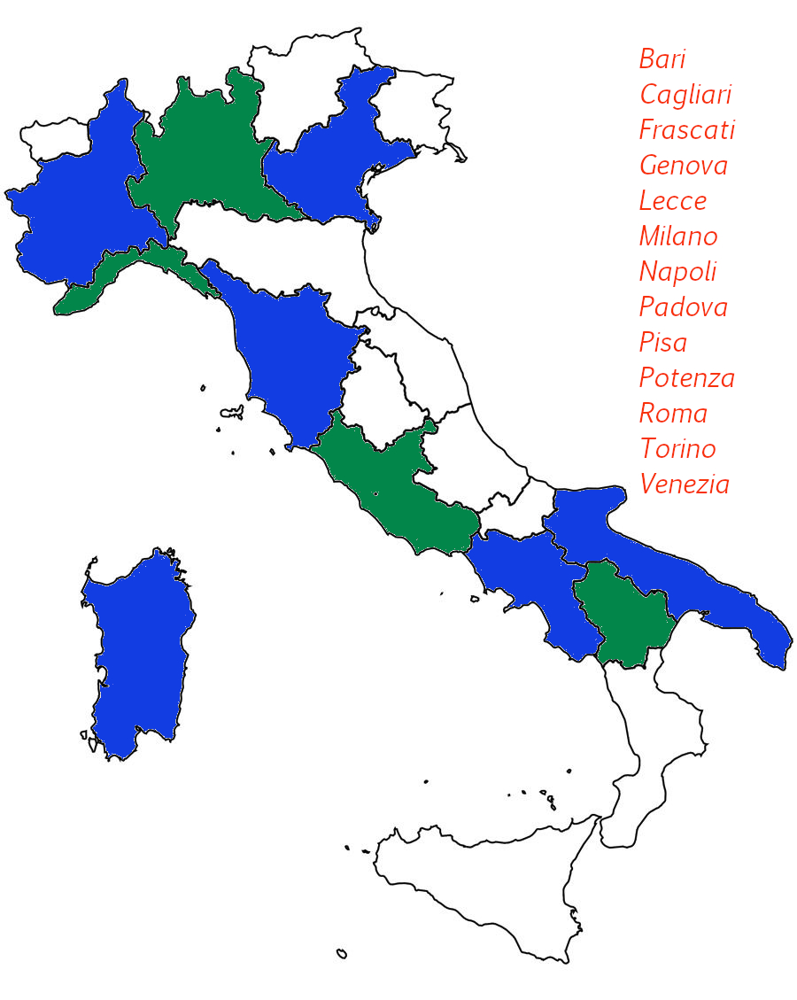 Bari
Cagliari
Frascati
Genova
Lecce
Milano
Napoli
Padova
Pisa
Potenza
Roma
Torino
Venezia